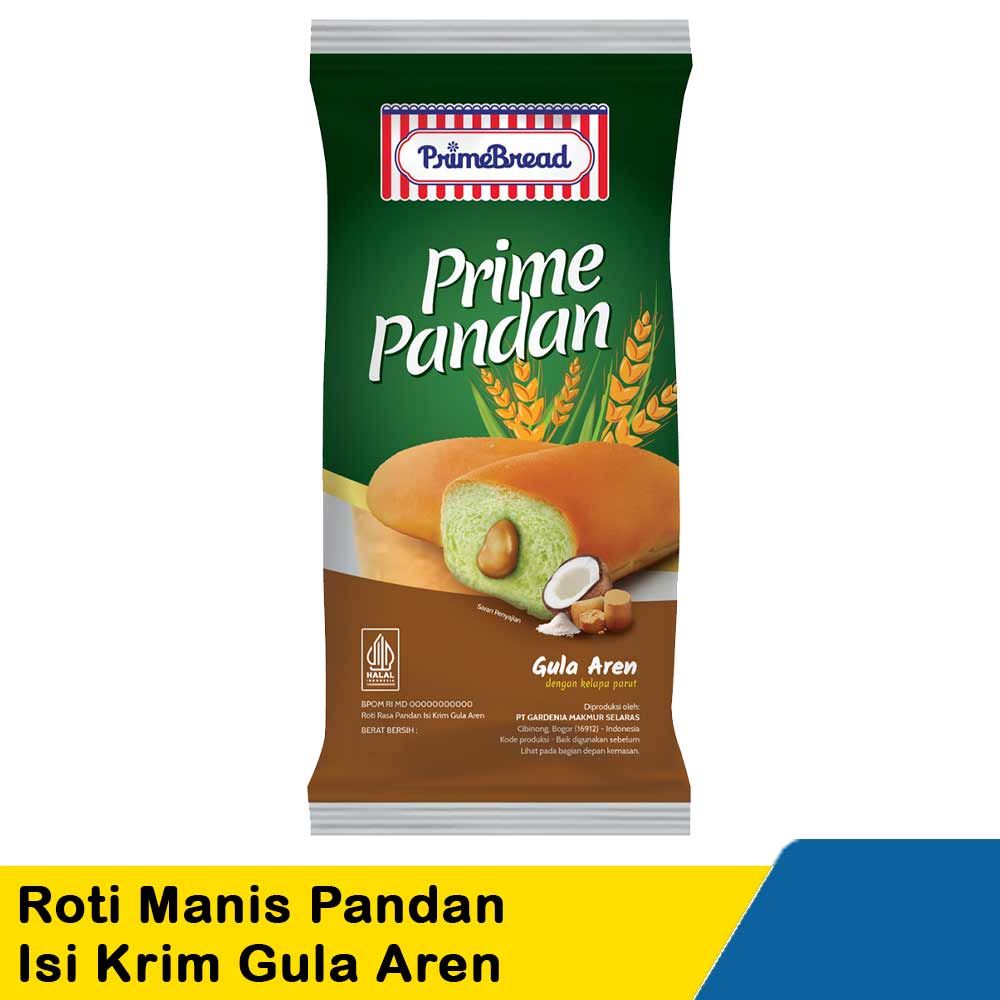 PrimeBread
Prime
Pandan
Saran Penyajian
HALAL
INDONESIA
Gula Aren
dengan kelapa parut
BPOM RI MD 00000000000
Roti Rasa Pandan Isi Krim Gula Aren
BERAT BERSIH :
Diproduksi oleh:
PT GARDENIA MAKMUR SELARAS
Cibinong, Bogor (16912) - Indonesia
Kode produksi - Baik digunakan sebelum
Lihat pada bagian depan kemasan.
Roti Manis Pandan
Isi Krim Gula Aren